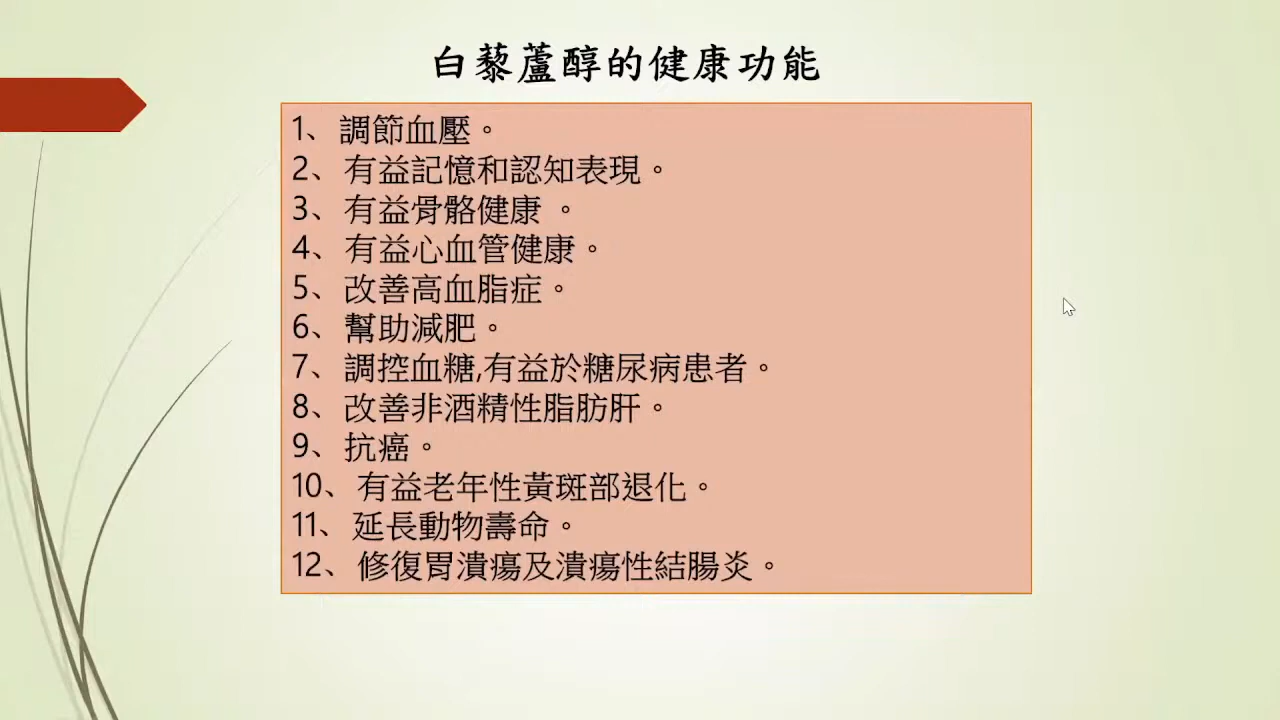 白藜蘆醇的健康功能
1、調節血壓。
2、有益記憶和認知表現。
3、有益骨骼健康 。
4、有益心血管健康。
5、改善高血脂症。
6、幫助減肥。
7、調控血糖,有益於糖尿病患者。
8、改善非酒精性脂肪肝。
9、抗癌。
10、有益老年性黃斑部退化。
11、延長動物壽命。
12、修復胃潰瘍及潰瘍性結腸炎。